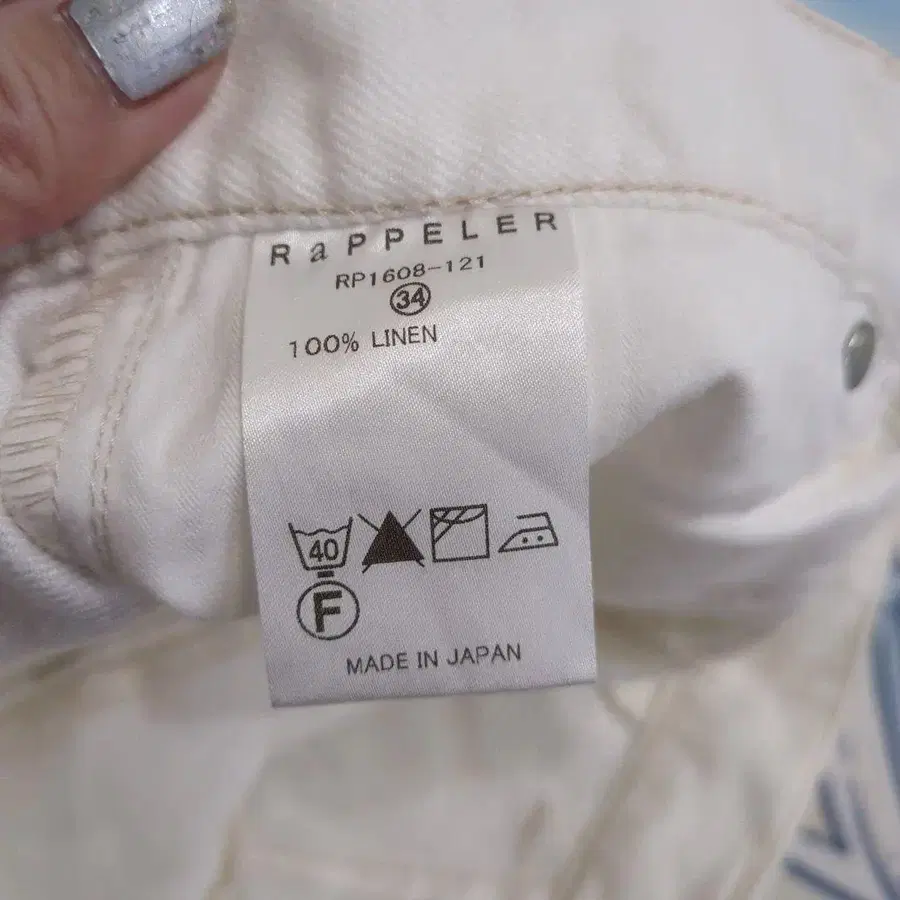 RaPPELER
RP1608-121
34
100% LINEN
40
F
MADE IN JAPAN